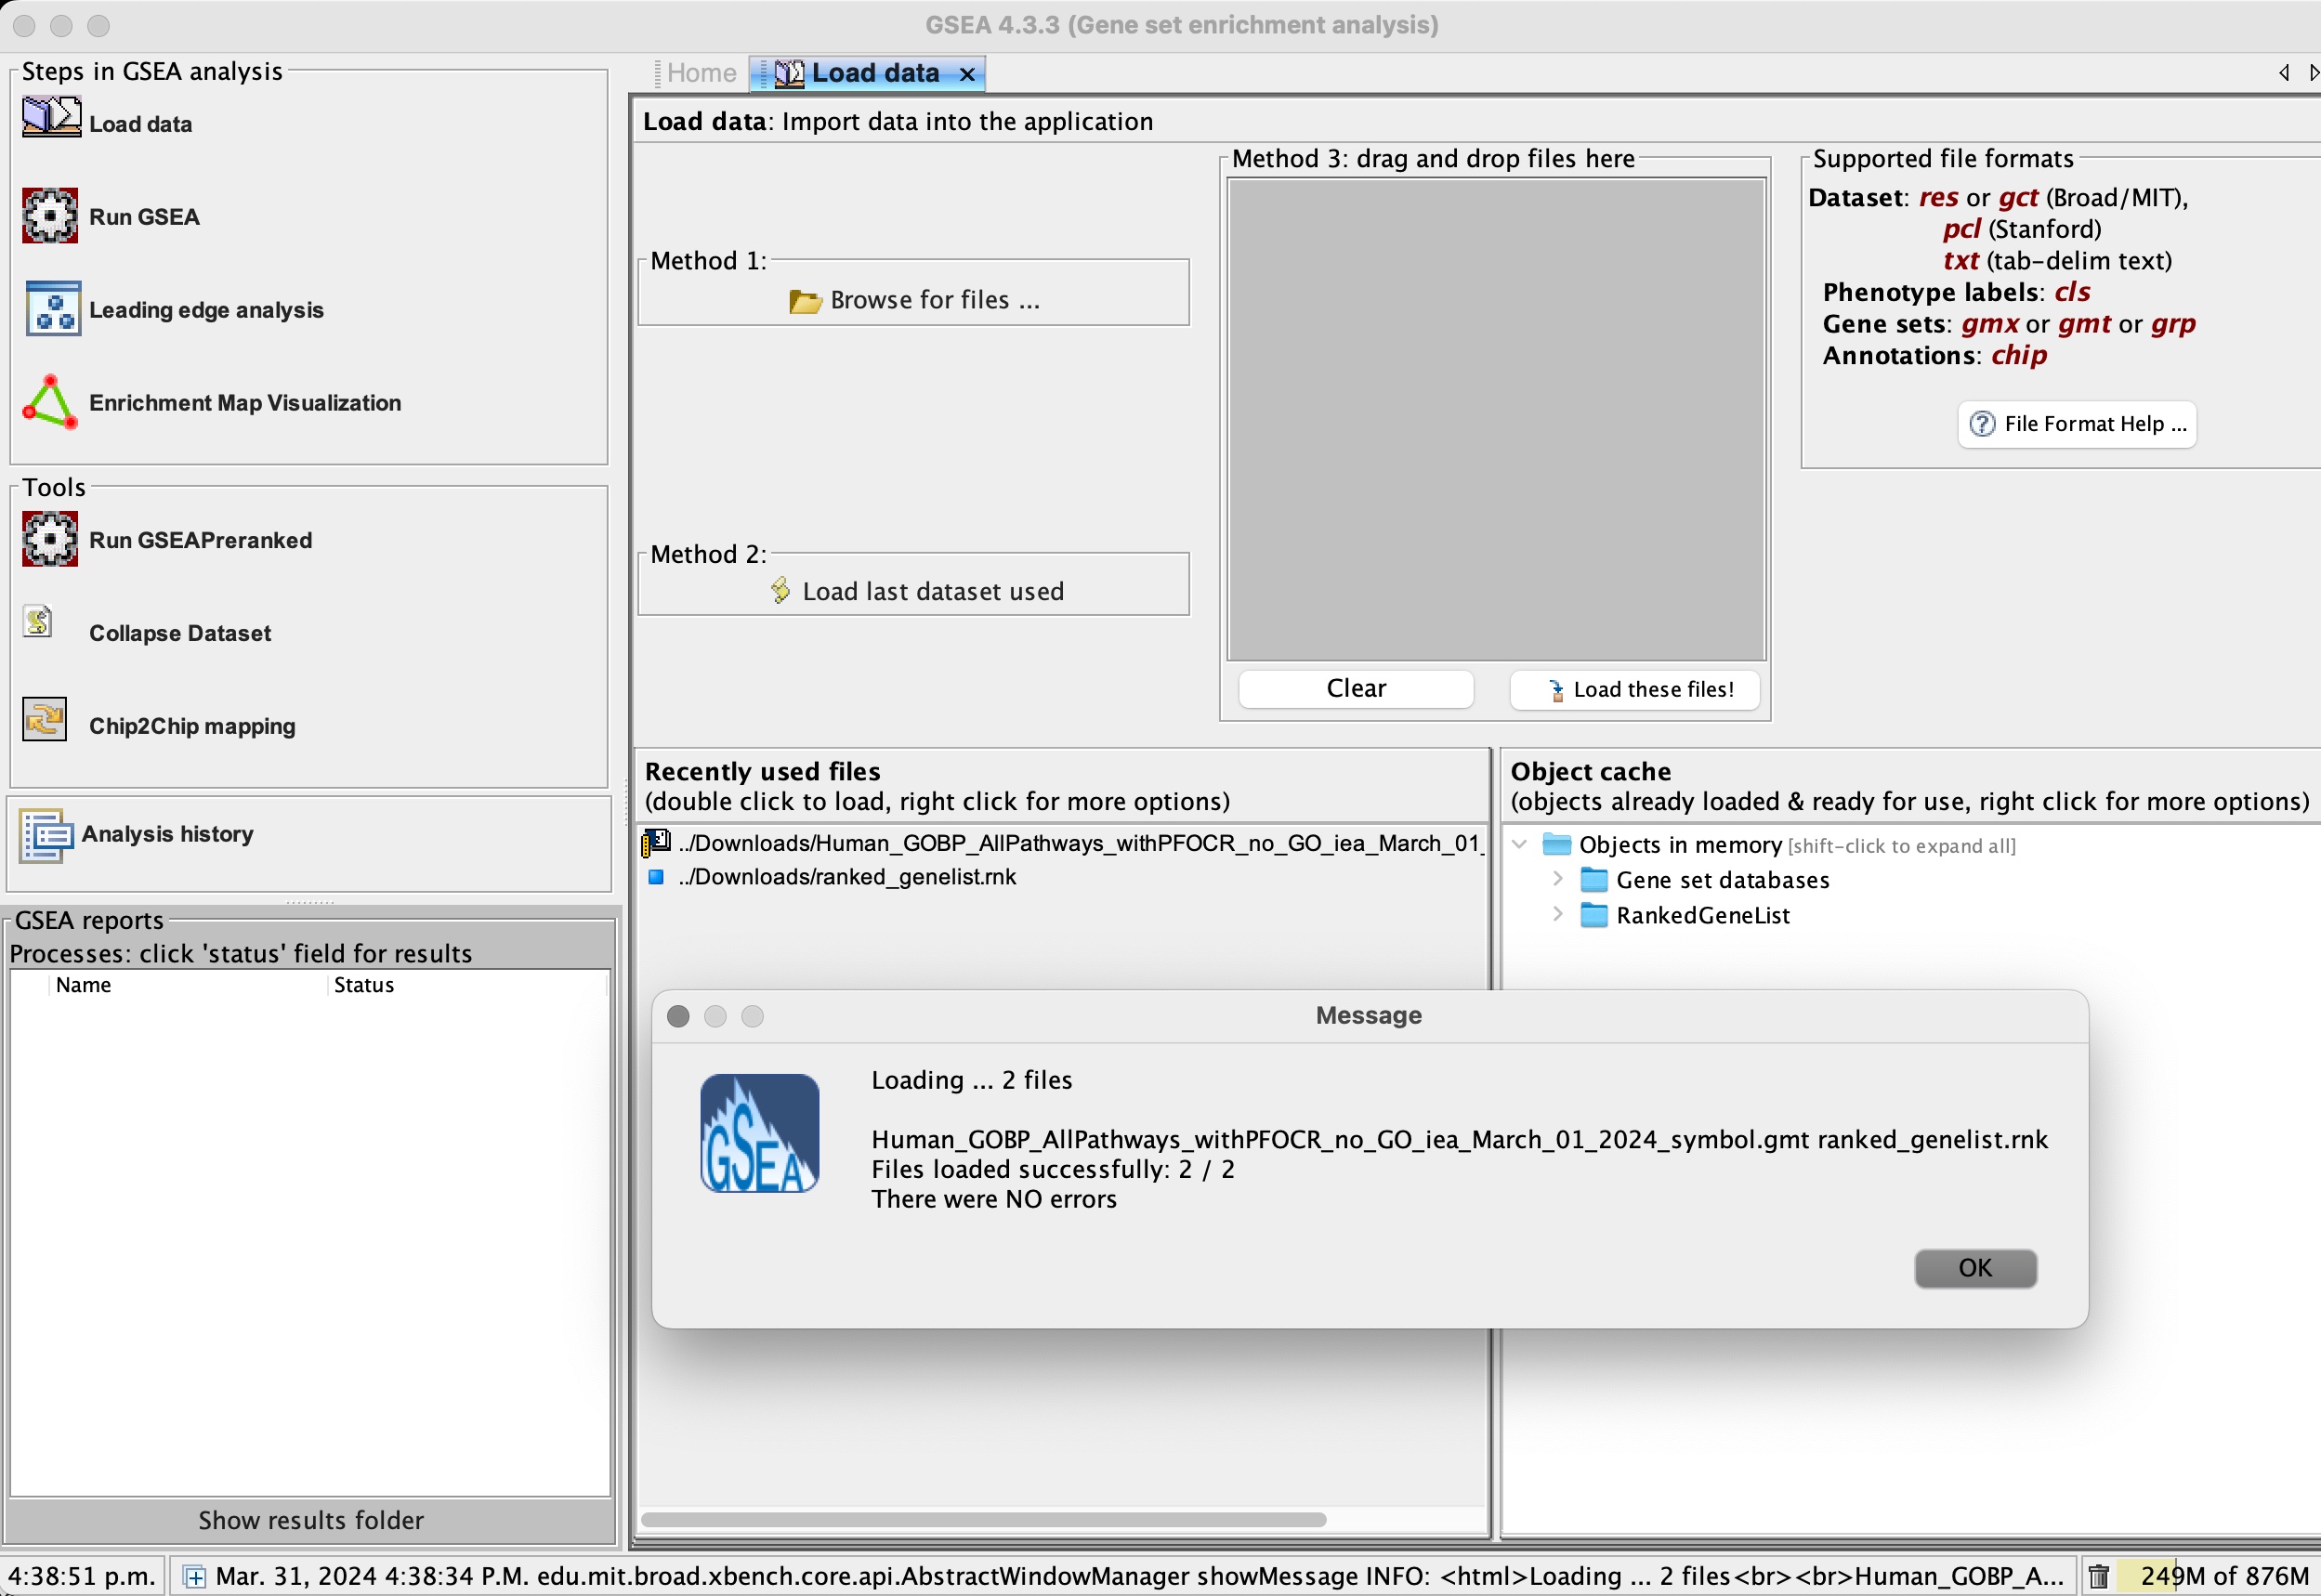 GSEA 4.3.3 (Gene set enrichment analysis)
Steps in GSEA analysis
Load data
Run GSEA
Leading edge analysis
Enrichment Map Visualization
Tools
Run GSEAPreranked
Collapse Dataset
Chip2Chip mapping
Analysis history
GSEA reports
Processes: click 'status' field for results
Name Status
Show results folder
Home Load data
Load data: Import data into the application
Method 1:
Browse for files ...
Method 2:
Load last dataset used
Method 3: drag and drop files here
Clear Load these files!
Supported file formats
Dataset: res or gct (Broad/MIT),
pcl (Stanford)
txt (tab-delim text)
Phenotype labels: cls
Gene sets: gmx or gmt or grp
Annotations: chip
File Format Help ...
Recently used files
(double click to load, right click for more options)
../Downloads/Human_GOBP_AllPathways_withPFOCR_no_GO_iea_March_01_
../Downloads/ranked_genelist.rnk
Object cache
(objects already loaded & ready for use, right click for more options)
Objects in memory [shift-click to expand all]
Gene set databases
RankedGeneList
Message
GSEA
Loading ... 2 files
Human_GOBP_AllPathways_withPFOCR_no_GO_iea_March_01_2024_symbol.gmt ranked_genelist.rnk
Files loaded successfully: 2 / 2
There were NO errors
OK
4:38:51 p.m. Mar. 31, 2024 4:38:34 P.M. edu.mit.broad.xbench.core.api.AbstractWindowManager showMessage INFO: <html>Loading ... 2 files<br><br>Human_GOBP_A... 249M of 876M